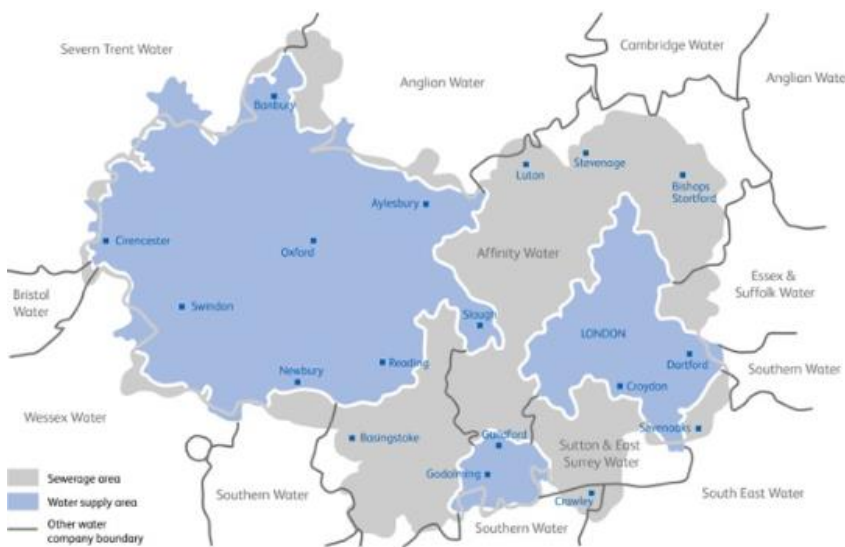 Severn Trent Water
Cambridge Water
Anglian Water
Anglian Wate
Banbury
Luton
Stevenage
Bishops
Stortford
Aylesbury
Cirencester
Oxford
Affinity Water
Essex &
Suffolk Water
Bristol
Water
Swindon
Slough
LONDON
Reading
Dartford
Southern Water
Newbury
Croydon
Wessex Water
Basingstoke
Guildford
Sevenoaks
Sutton & East
Surrey Water
Godalming
Sewerage area
Water supply area
Other water
company boundary
Southern Water
Crawley
South East Water
Southern Water